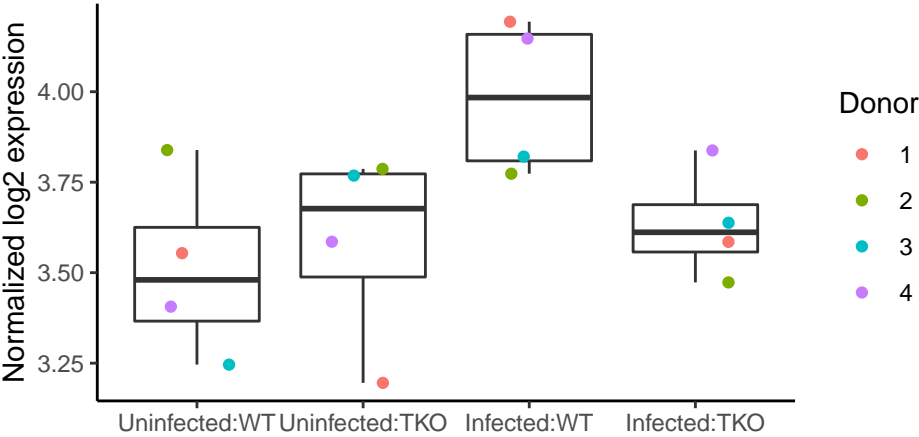 Normalized log2 expression
4.00
3.75
3.50
3.25
Uninfected:WT Uninfected:TKO Infected:WT Infected:TKO
Donor
1
2
3
4